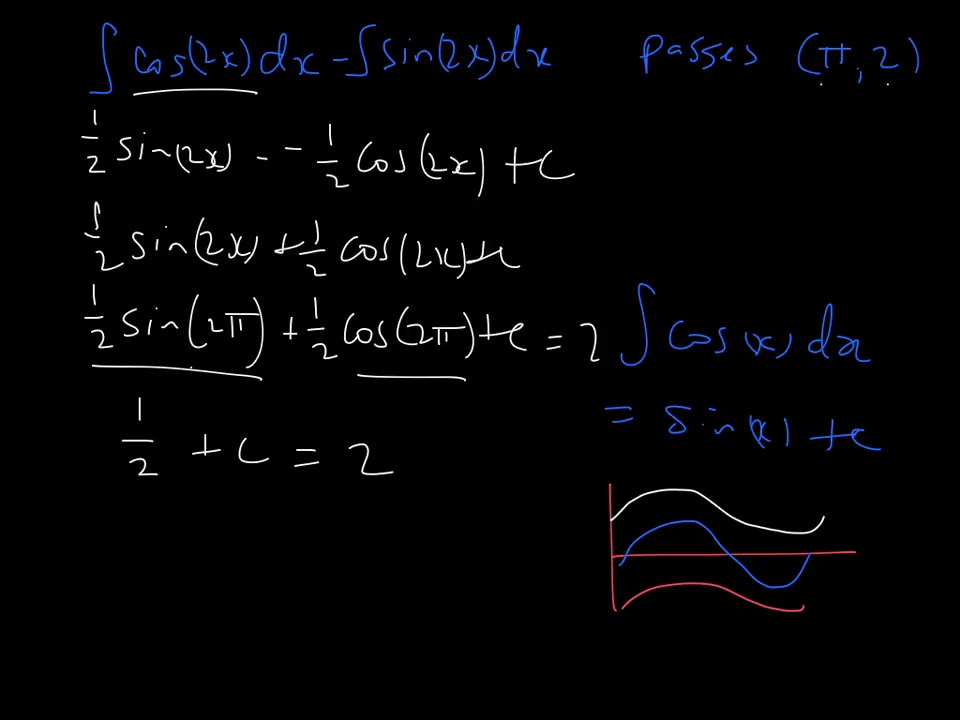 ∫ cos(2x) dx - ∫ sin(2x) dx passes (π, 2)
1/2 sin(2x) - - 1/2 cos(2x) + c
1/2 sin(2x) + 1/2 cos(2x) + c
1/2 sin(2π) + 1/2 cos(2π) + c = 2
1/2 + c = 2
∫ cos(x) dx
= sin(x) + c